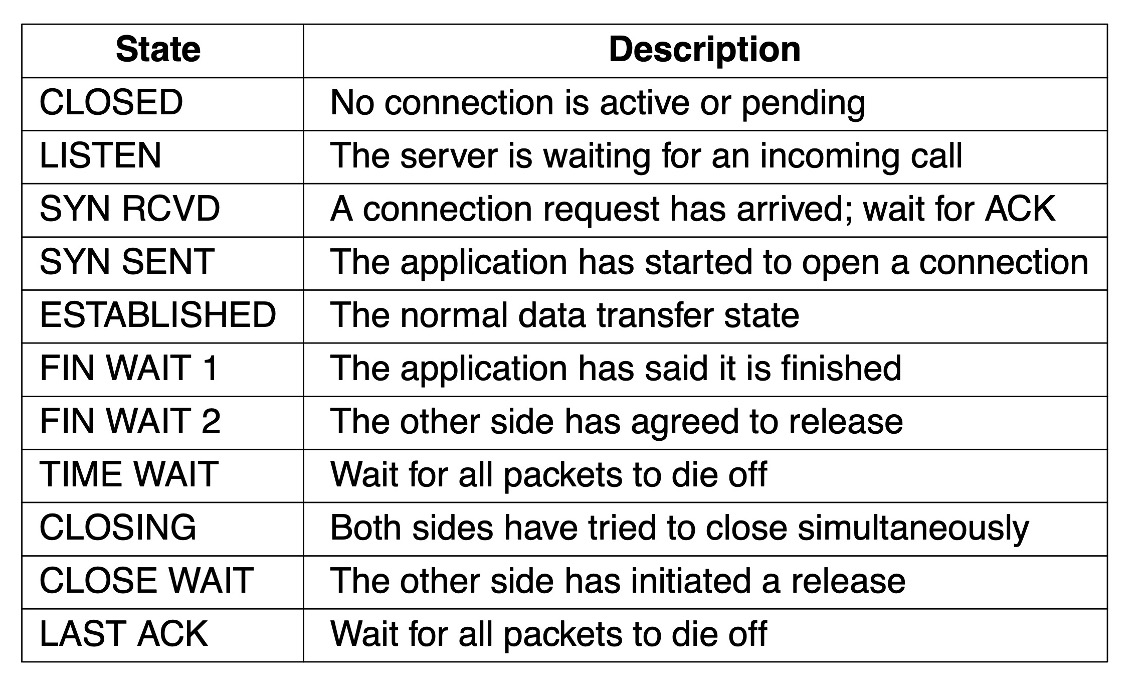 State Description
CLOSED No connection is active or pending
LISTEN The server is waiting for an incoming call
SYN RCVD A connection request has arrived; wait for ACK
SYN SENT The application has started to open a connection
ESTABLISHED The normal data transfer state
FIN WAIT 1 The application has said it is finished
FIN WAIT 2 The other side has agreed to release
TIME WAIT Wait for all packets to die off
CLOSING Both sides have tried to close simultaneously
CLOSE WAIT The other side has initiated a release
LAST ACK Wait for all packets to die off